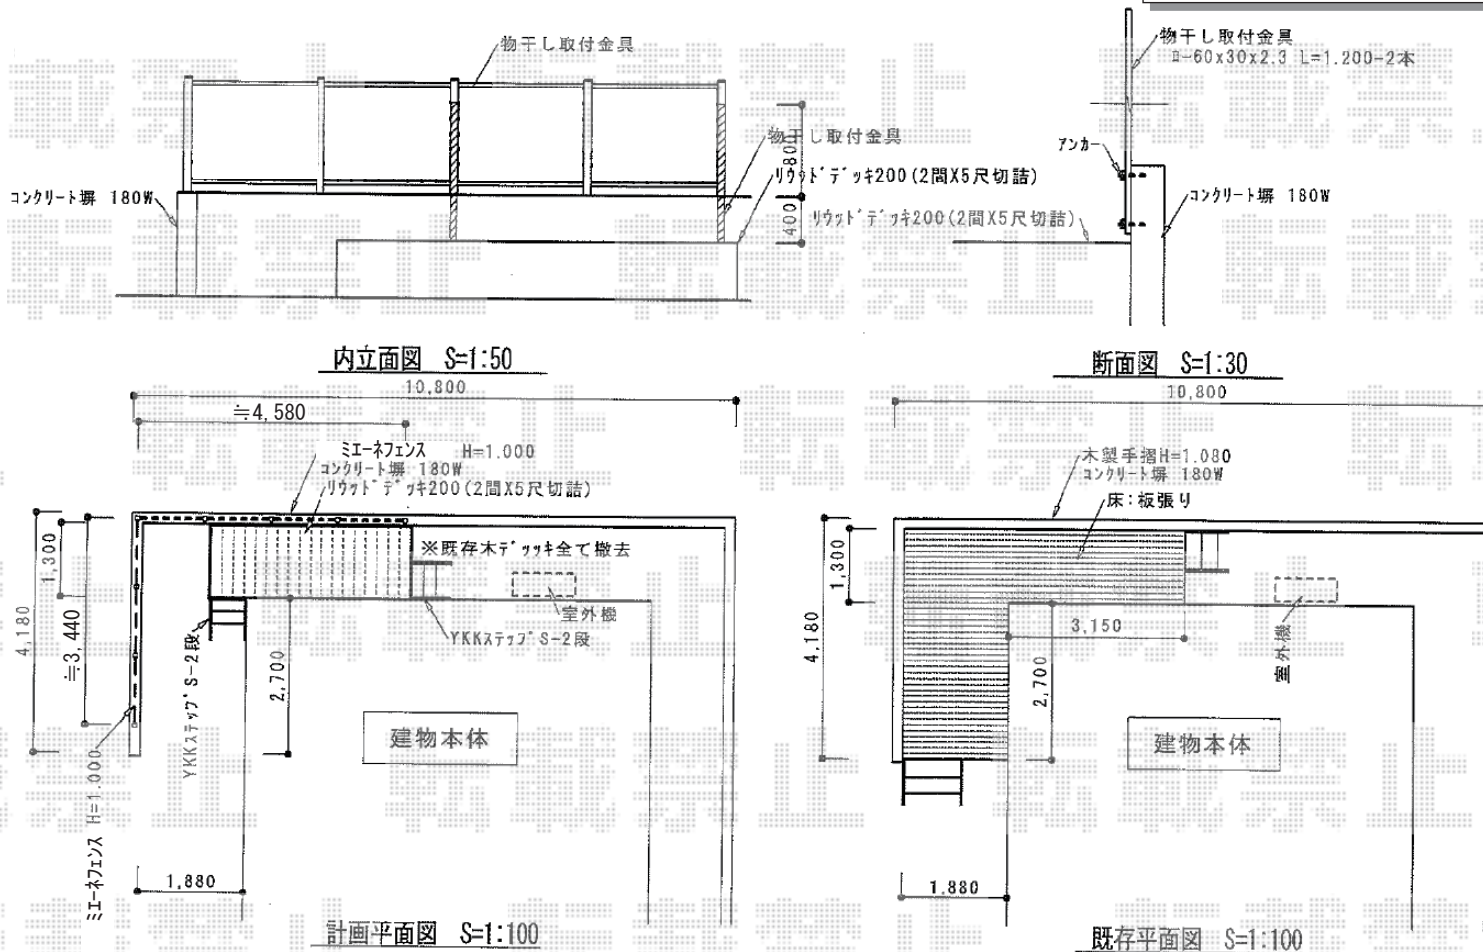 物干し取付金具
物干し取付金具
800
リウッドデッキ200(2間X5尺切詰)
コンクリート塀 180W
400
内立面図 S=1:50
物干し取付金具
ロ-60x30x2.3 L=1.200-2本
アンカー
コンクリート塀 180W
リウッドデッキ200(2間X5尺切詰)
断面図 S=1:30
10,800
≒4,580
ミエーネフェンス H=1.000
コンクリート塀 180W
リウッドデッキ200(2間X5尺切詰)
※既存木デッッキ全て撤去
室外機
YKKステップS-2段
1,300
4,180
≒3,440
YKKステップS-2段
2,700
建物本体
ミエーネフェンス H=1.000
1,880
計画平面図 S=1:100
10,800
木製手摺H=1.080
コンクリート塀 180W
床:板張り
1,300
4,180
3,150
室外機
2,700
建物本体
1.880
既存平面図 S=1:100
転載禁止